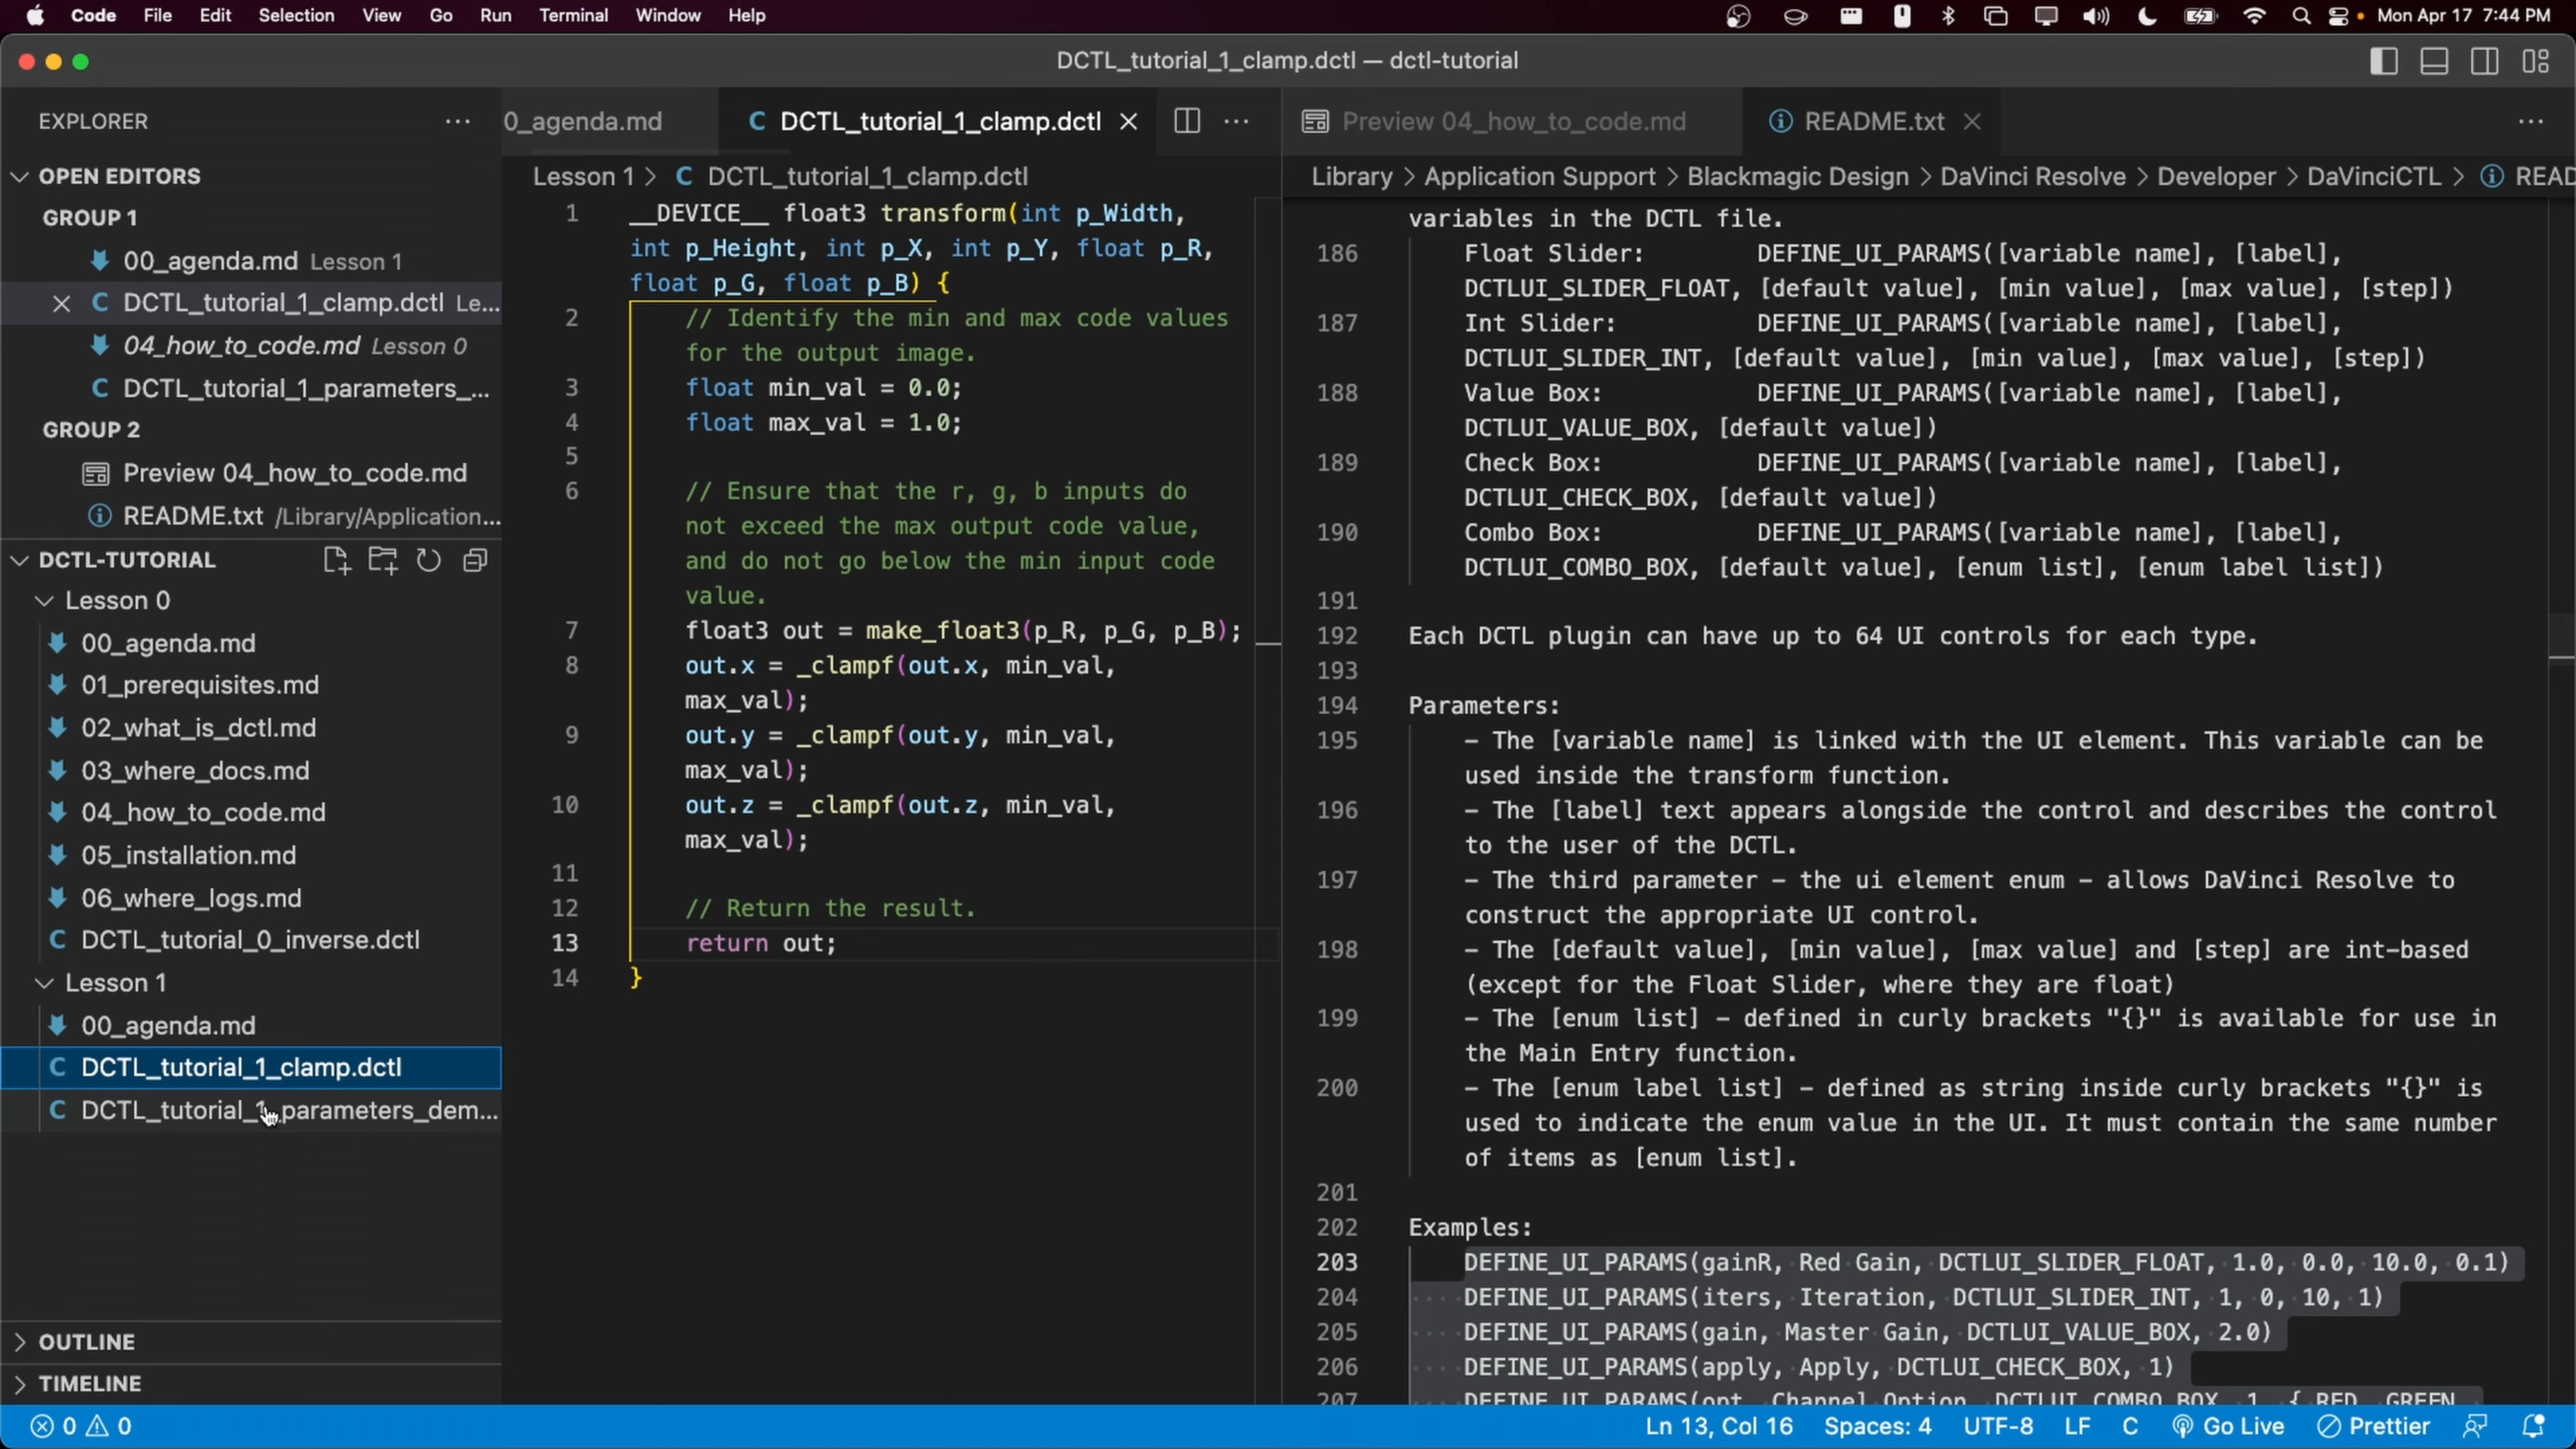 Code File Edit Selection View Go Run Terminal Window Help Mon Apr 17 7:44 PM
DCTL_tutorial_1_clamp.dctl — dctl-tutorial
EXPLORER
OPEN EDITORS
GROUP 1
00_agenda.md Lesson 1
DCTL_tutorial_1_clamp.dctl Le...
04_how_to_code.md Lesson 0
DCTL_tutorial_1_parameters_...
GROUP 2
Preview 04_how_to_code.md
README.txt /Library/Application...
DCTL-TUTORIAL
Lesson 0
00_agenda.md
01_prerequisites.md
02_what_is_dctl.md
03_where_docs.md
04_how_to_code.md
05_installation.md
06_where_logs.md
DCTL_tutorial_0_inverse.dctl
Lesson 1
00_agenda.md
DCTL_tutorial_1_clamp.dctl
DCTL_tutorial_1_parameters_dem...
OUTLINE
TIMELINE
0_agenda.md DCTL_tutorial_1_clamp.dctl
Lesson 1 > DCTL_tutorial_1_clamp.dctl
1 __DEVICE__ float3 transform(int p_Width,
int p_Height, int p_X, int p_Y, float p_R,
float p_G, float p_B) {
2 // Identify the min and max code values
for the output image.
3 float min_val = 0.0;
4 float max_val = 1.0;
5
6 // Ensure that the r, g, b inputs do
not exceed the max output code value,
and do not go below the min input code
value.
7 float3 out = make_float3(p_R, p_G, p_B);
8 out.x = _clampf(out.x, min_val,
max_val);
9 out.y = _clampf(out.y, min_val,
max_val);
10 out.z = _clampf(out.z, min_val,
max_val);
11
12 // Return the result.
13 return out;
14 }
Preview 04_how_to_code.md README.txt
Library > Application Support > Blackmagic Design > DaVinci Resolve > Developer > DaVinciCTL > READ
variables in the DCTL file.
186 Float Slider: DEFINE_UI_PARAMS([variable name], [label],
DCTLUI_SLIDER_FLOAT, [default value], [min value], [max value], [step])
187 Int Slider: DEFINE_UI_PARAMS([variable name], [label],
DCTLUI_SLIDER_INT, [default value], [min value], [max value], [step])
188 Value Box: DEFINE_UI_PARAMS([variable name], [label],
DCTLUI_VALUE_BOX, [default value])
189 Check Box: DEFINE_UI_PARAMS([variable name], [label],
DCTLUI_CHECK_BOX, [default value])
190 Combo Box: DEFINE_UI_PARAMS([variable name], [label],
DCTLUI_COMBO_BOX, [default value], [enum list], [enum label list])
191
192 Each DCTL plugin can have up to 64 UI controls for each type.
193
194 Parameters:
195 – The [variable name] is linked with the UI element. This variable can be
used inside the transform function.
196 – The [label] text appears alongside the control and describes the control
to the user of the DCTL.
197 – The third parameter – the ui element enum – allows DaVinci Resolve to
construct the appropriate UI control.
198 – The [default value], [min value], [max value] and [step] are int-based
(except for the Float Slider, where they are float)
199 – The [enum list] – defined in curly brackets "{}" is available for use in
the Main Entry function.
200 – The [enum label list] – defined as string inside curly brackets "{}" is
used to indicate the enum value in the UI. It must contain the same number
of items as [enum list].
201
202 Examples:
203 DEFINE_UI_PARAMS(gainR, Red Gain, DCTLUI_SLIDER_FLOAT, 1.0, 0.0, 10.0, 0.1)
204 DEFINE_UI_PARAMS(iters, Iteration, DCTLUI_SLIDER_INT, 1, 0, 10, 1)
205 DEFINE_UI_PARAMS(gain, Master Gain, DCTLUI_VALUE_BOX, 2.0)
206 DEFINE_UI_PARAMS(apply, Apply, DCTLUI_CHECK_BOX, 1)
207 DEFINE_UI_PARAMS(opt, Channel Option, DCTLUI_COMBO_BOX, 1, { RED, GREEN,
0 0 Ln 13, Col 16 Spaces: 4 UTF-8 LF C Go Live Prettier